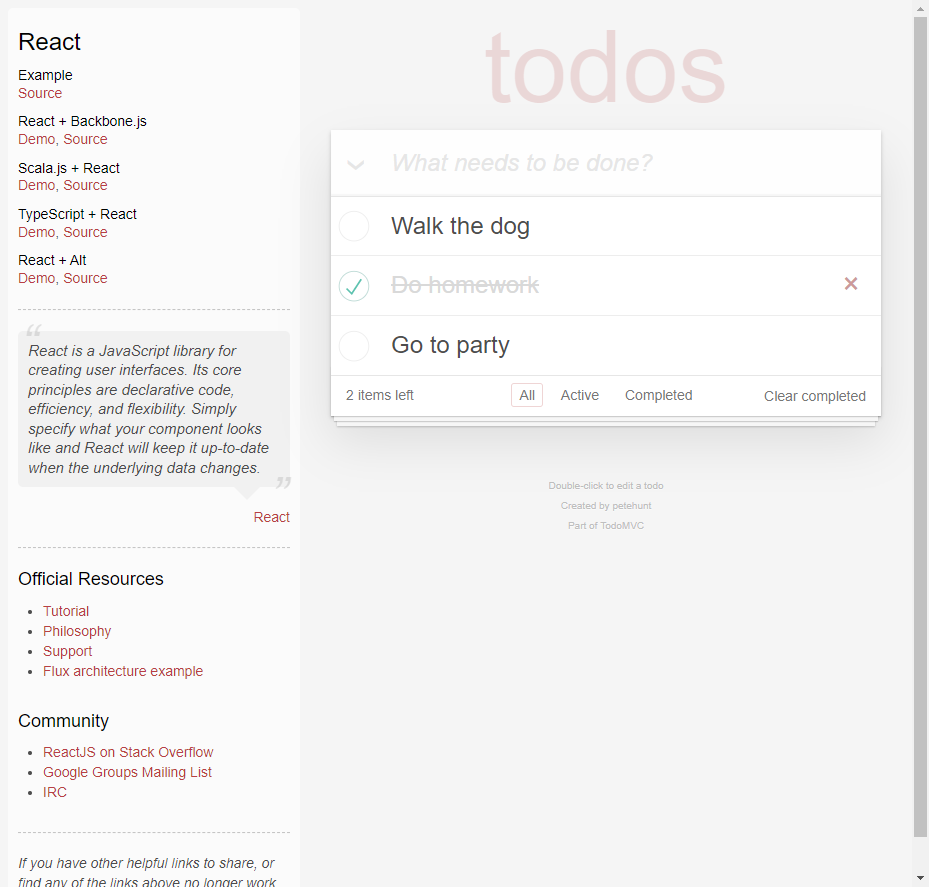 React
Example
Source
React + Backbone.js
Demo, Source
Scala.js + React
Demo, Source
TypeScript + React
Demo, Source
React + Alt
Demo, Source
“
React is a JavaScript library for
creating user interfaces. Its core
principles are declarative code,
efficiency, and flexibility. Simply
specify what your component looks
like and React will keep it up-to-date
when the underlying data changes.
”
React
Official Resources
Tutorial
Philosophy
Support
Flux architecture example
Community
ReactJS on Stack Overflow
Google Groups Mailing List
IRC
If you have other helpful links to share, or
find any of the links above no longer work
todos
What needs to be done?
Walk the dog
Do homework
×
Go to party
2 items left
All
Active
Completed
Clear completed
Double-click to edit a todo
Created by petehunt
Part of TodoMVC